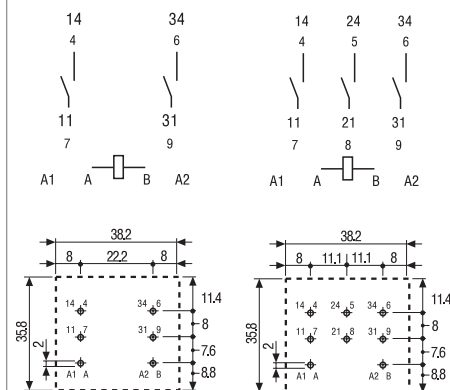 14 34 14 24 34
4 6 4 5 6
11 31 11 21 31
7 9 7 8 9
A1 A B A2 A1 A B A2
38.2 38.2
8 22.2 8 8 11.1 11.1 8
11.4 11.4
14 4 34 6 14 4 24 5 34 6
35.8 8 35.8 8
11 7 31 9 11 7 21 8 31 9
2 7.6 2 7.6
A1 A A2 B A1 A A2 B
8.8 8.8